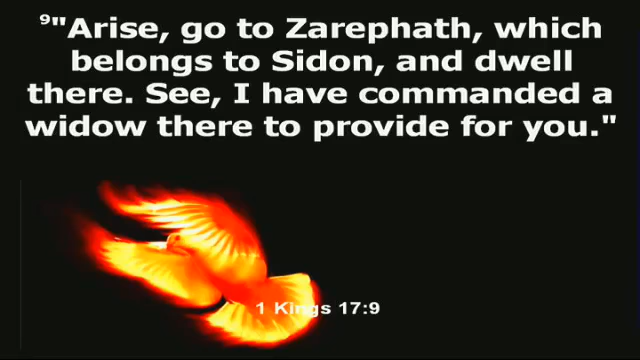 ⁹"Arise, go to Zarephath, which
belongs to Sidon, and dwell
there. See, I have commanded a
widow there to provide for you."
1 Kings 17:9